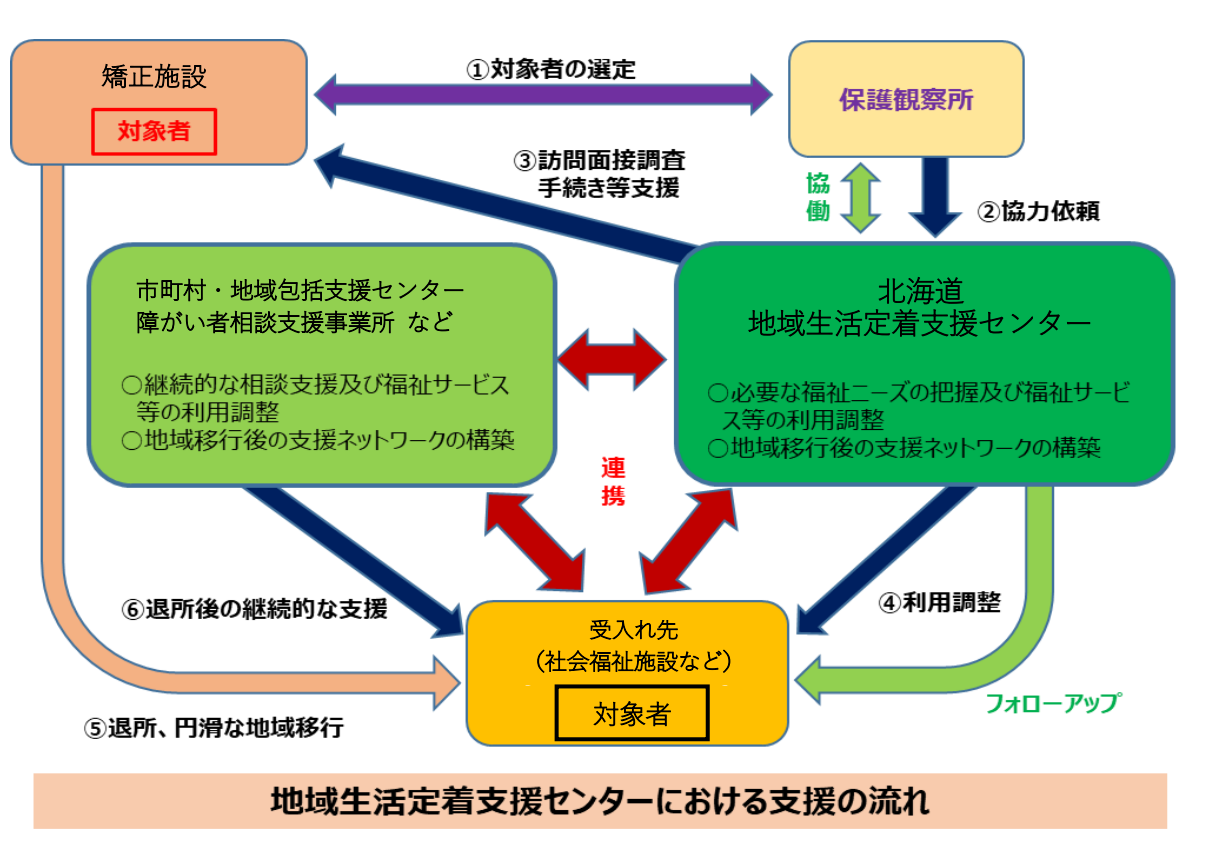 矯正施設
対象者
①対象者の選定
保護観察所
③訪問面接調査
手続き等支援
協
働
②協力依頼
市町村・地域包括支援センター
障がい者相談支援事業所 など
○継続的な相談支援及び福祉サービス
等の利用調整
○地域移行後の支援ネットワークの構築
北海道
地域生活定着支援センター
○必要な福祉ニーズの把握及び福祉サービ
ス等の利用調整
○地域移行後の支援ネットワークの構築
連
携
⑥退所後の継続的な支援
④利用調整
受入れ先
（社会福祉施設など）
対象者
フォローアップ
⑤退所、円滑な地域移行
地域生活定着支援センターにおける支援の流れ